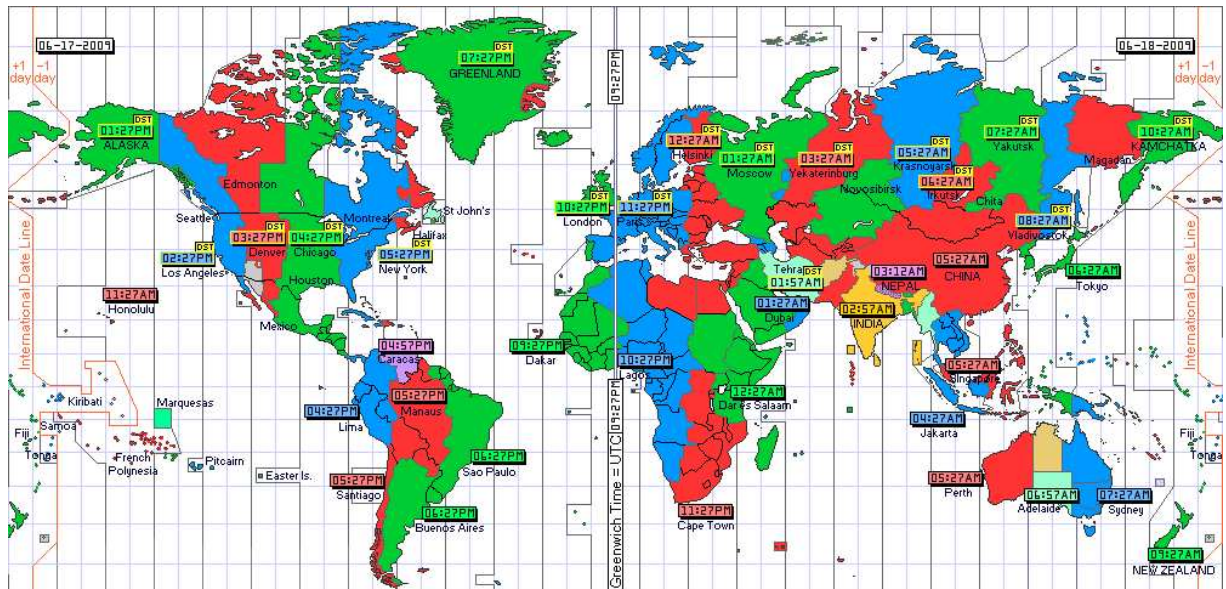 06-17-2009
06-18-2009
+1 day
-1 day
+1 day
-1 day
DST
07:27PM
GREENLAND
09:27PM
DST
01:27PM
ALASKA
DST
12:27AM
Helsinki
DST
01:27AM
Moscow
DST
03:27AM
Yekaterinburg
DST
05:27AM
Krasnoyarsk
DST
07:27AM
Yakutsk
DST
10:27AM
KAMCHATKA
Magadan
DST
06:27AM
Irkutsk
Novosibirsk
Chita
Edmonton
Seattle
Montreal
St John's
Halifax
DST
10:27PM
London
DST
11:27PM
Paris
DST
08:27AM
Vladivostok
DST
02:27PM
Los Angeles
DST
03:27PM
Denver
DST
04:27PM
Chicago
DST
05:27PM
New York
Houston
Tehra
DST
01:57AM
03:12AM
NEPAL
05:27AM
CHINA
06:27AM
Tokyo
International Date Line
International Date Line
11:27AM
Honolulu
Mexico
01:27AM
Dubai
02:57AM
INDIA
04:57PM
Caracas
09:27PM
Dakar
10:27PM
Lagos
05:27AM
Singapore
05:27PM
Manaus
12:27AM
Dar es Salaam
Kiribati
Marquesas
04:27PM
Lima
04:27AM
Jakarta
Fiji
Samoa
Tonga
French
Polynesia
Pitcairn
Easter Is.
06:27PM
Sao Paulo
Fiji
Tonga
05:27PM
Santiago
05:27AM
Perth
06:57AM
Adelaide
07:27AM
Sydney
06:27PM
Buenos Aires
11:27PM
Cape Town
09:27AM
NEW ZEALAND
Greenwich Time = UTC 09:27PM